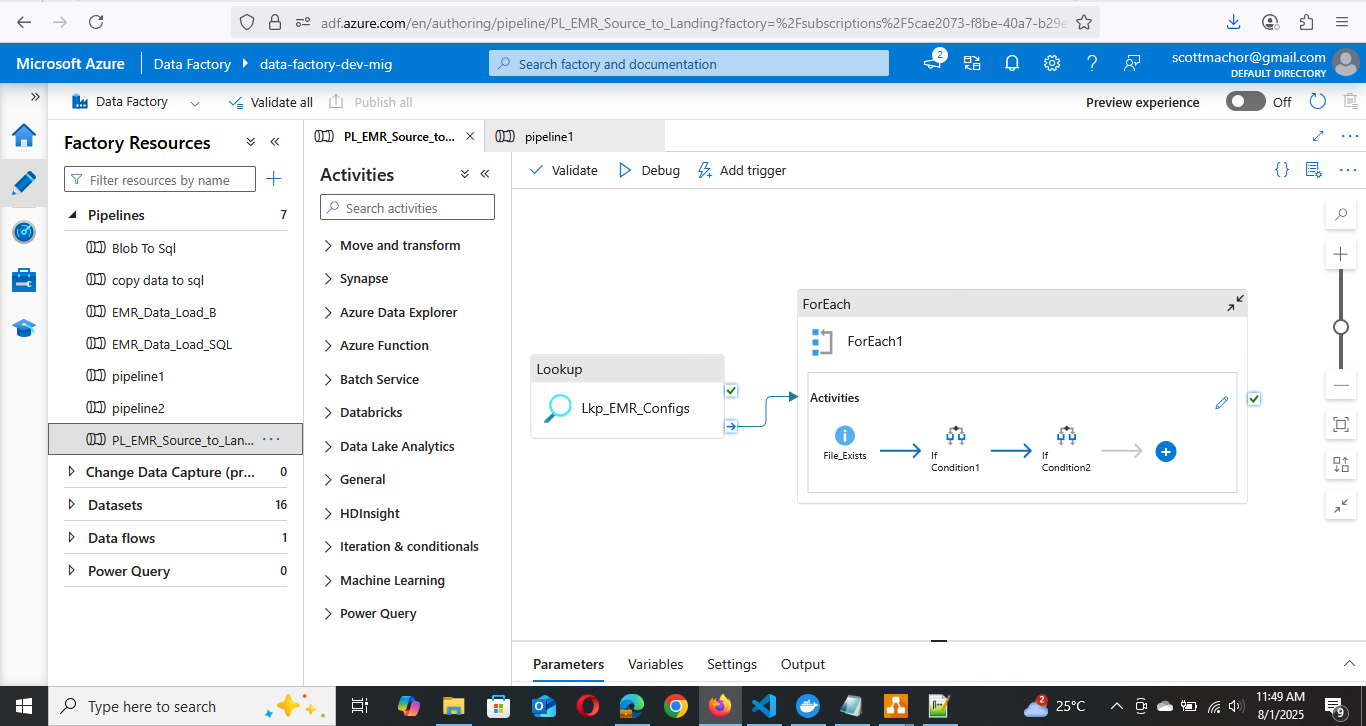 adf.azure.com/en/authoring/pipeline/PL_EMR_Source_to_Landing?factory=%2Fsubscriptions%2F5cae2073-f8be-40a7-b29e
Microsoft Azure
Data Factory
data-factory-dev-mig
Search factory and documentation
2
scottmachor@gmail.com
DEFAULT DIRECTORY
Data Factory
Validate all
Publish all
Preview experience
Off
Factory Resources
Filter resources by name
Pipelines
7
Blob To Sql
copy data to sql
EMR_Data_Load_B
EMR_Data_Load_SQL
pipeline1
pipeline2
PL_EMR_Source_to_Lan...
Change Data Capture (pr...
0
Datasets
16
Data flows
1
Power Query
0
PL_EMR_Source_to...
pipeline1
Activities
Search activities
Move and transform
Synapse
Azure Data Explorer
Azure Function
Batch Service
Databricks
Data Lake Analytics
General
HDInsight
Iteration & conditionals
Machine Learning
Power Query
Validate
Debug
Add trigger
Lookup
Lkp_EMR_Configs
ForEach
ForEach1
Activities
File_Exists
If
Condition1
If
Condition2
Parameters
Variables
Settings
Output
Type here to search
2
25°C
11:49 AM
8/1/2025
9